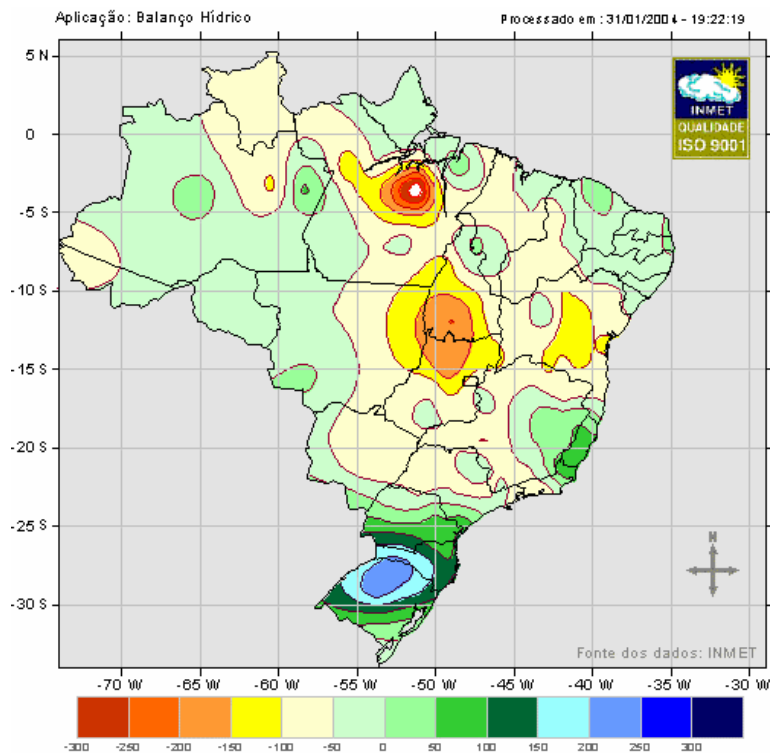 Aplicação: Balanço Hídrico
Processado em : 31/01/2004 - 19:22:19
5 N
0
-5 S
-10 S
-15 S
-20 S
-25 S
-30 S
INMET
QUALIDADE
ISO 9001
N
Fonte dos dados: INMET
-70 W -65 W -60 W -55 W -50 W -45 W -40 W -35 W -30 W
-300 -250 -200 -150 -100 -50 0 50 100 150 200 250 300